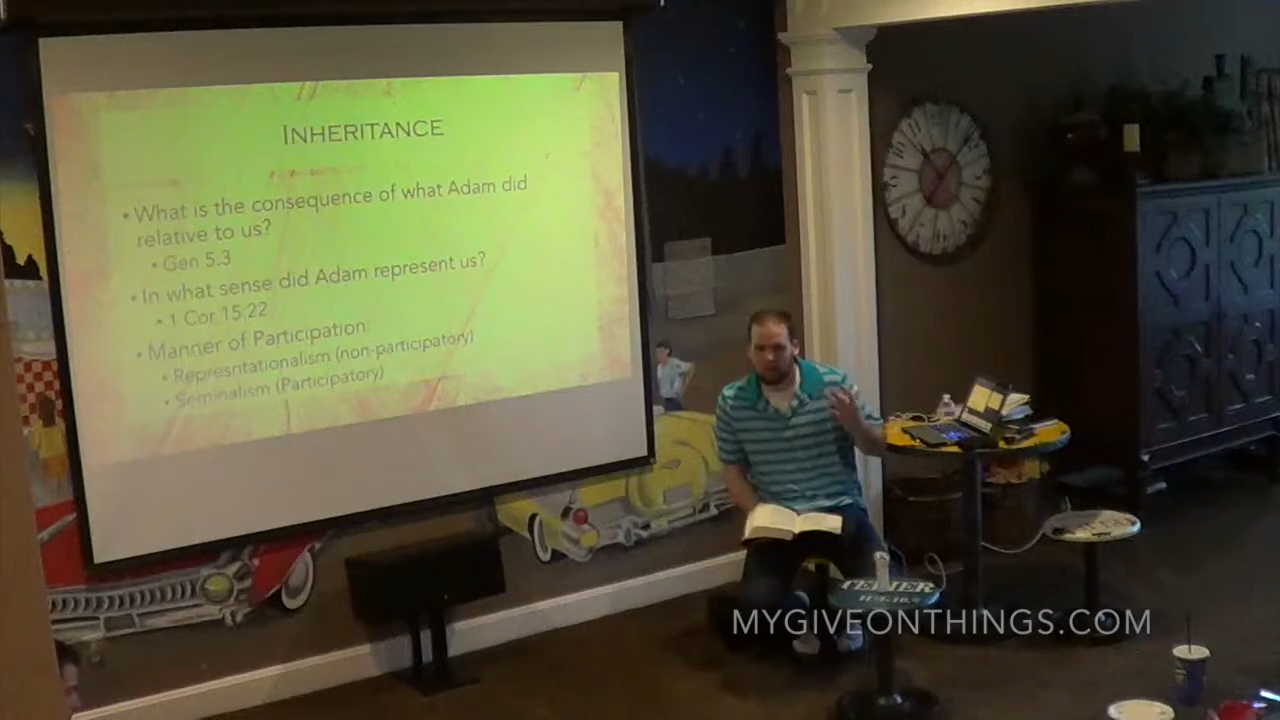 INHERITANCE
• What is the consequence of what Adam did
relative to us?
• Gen 5.3
• In what sense did Adam represent us?
• 1 Cor 15.22
• Manner of Participation:
• Represntationalism (non-participatory)
• Seminalism (Participatory)
MYGIVEONTHINGS.COM